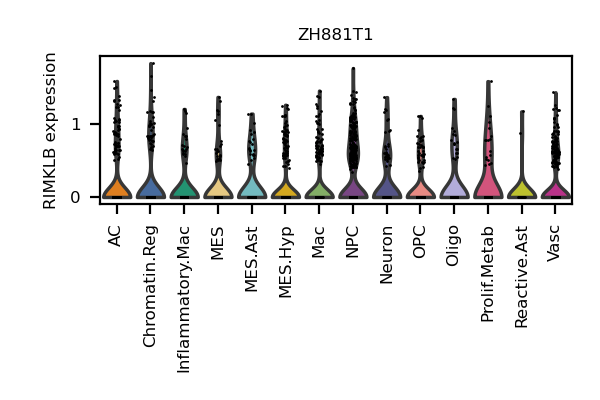 ZH881T1
RIMKLB expression
1
0
AC
Chromatin.Reg
Inflammatory.Mac
MES
MES.Ast
MES.Hyp
Mac
NPC
Neuron
OPC
Oligo
Prolif.Metab
Reactive.Ast
Vasc